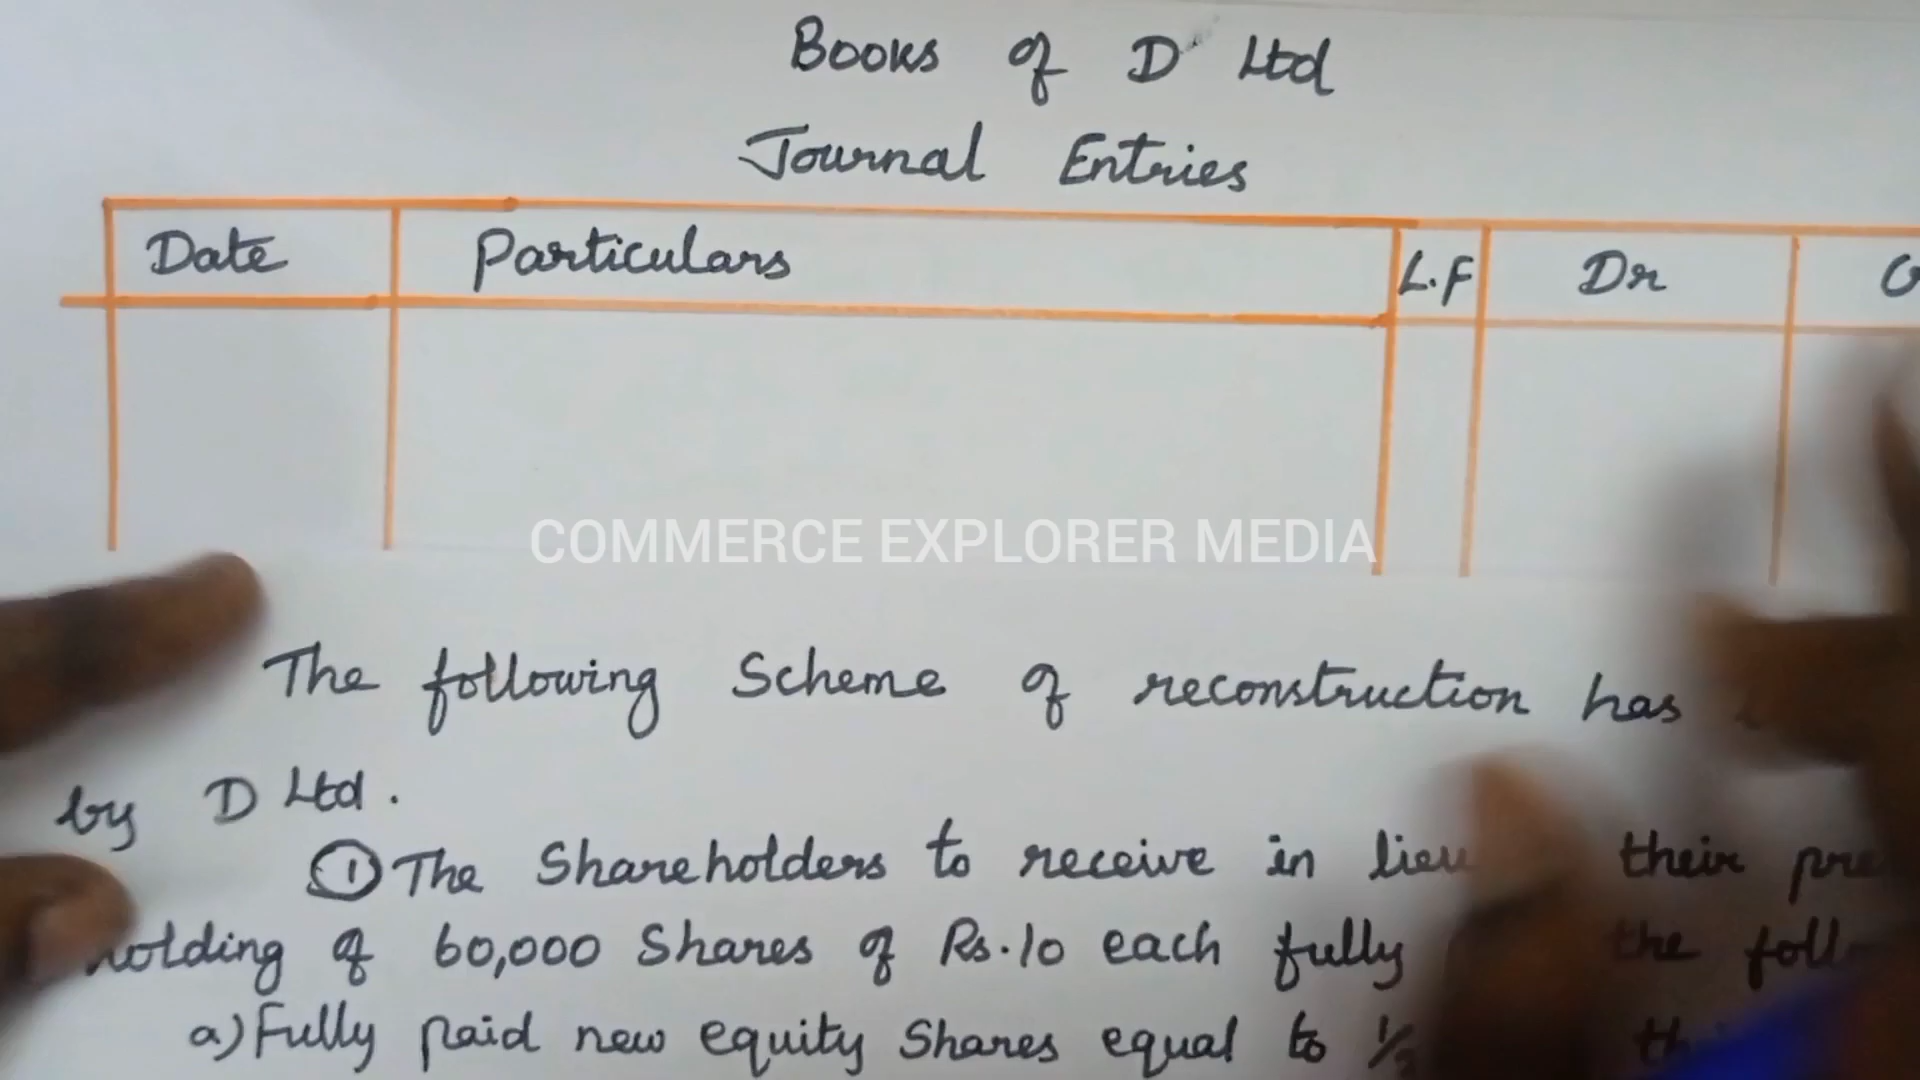 Books of D Ltd
Journal Entries
Date Particulars L.F Dr
COMMERCE EXPLORER MEDIA
The following Scheme of reconstruction has
by D Ltd.
① The Shareholders to receive in lieu their
holding of 60,000 Shares of Rs.10 each fully the
a) Fully paid new equity Shares equal to